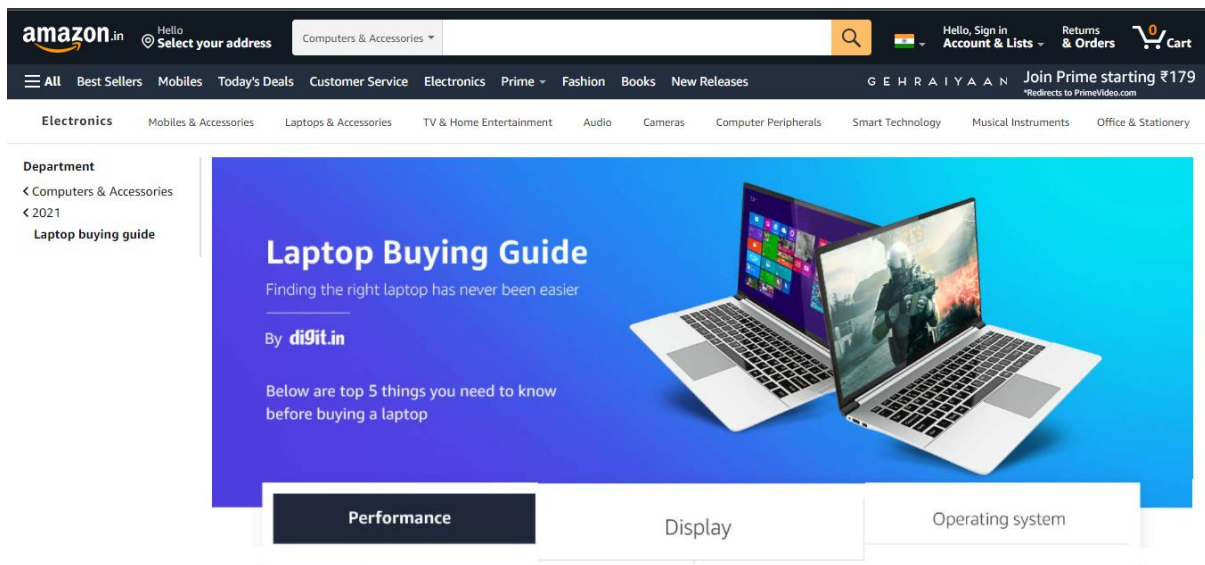 amazon.in
Hello
Select your address
Computers & Accessories
Hello, Sign in
Account & Lists
Returns
& Orders
0
Cart
All Best Sellers Mobiles Today's Deals Customer Service Electronics Prime Fashion Books New Releases
GEHRAIYAAN
Join Prime starting ₹179
*Redirects to PrimeVideo.com
Electronics Mobiles & Accessories Laptops & Accessories TV & Home Entertainment Audio Cameras Computer Peripherals Smart Technology Musical Instruments Office & Stationery
Department
Computers & Accessories
2021
Laptop buying guide
Laptop Buying Guide
Finding the right laptop has never been easier
By digit.in
Below are top 5 things you need to know
before buying a laptop
Performance
Display
Operating system